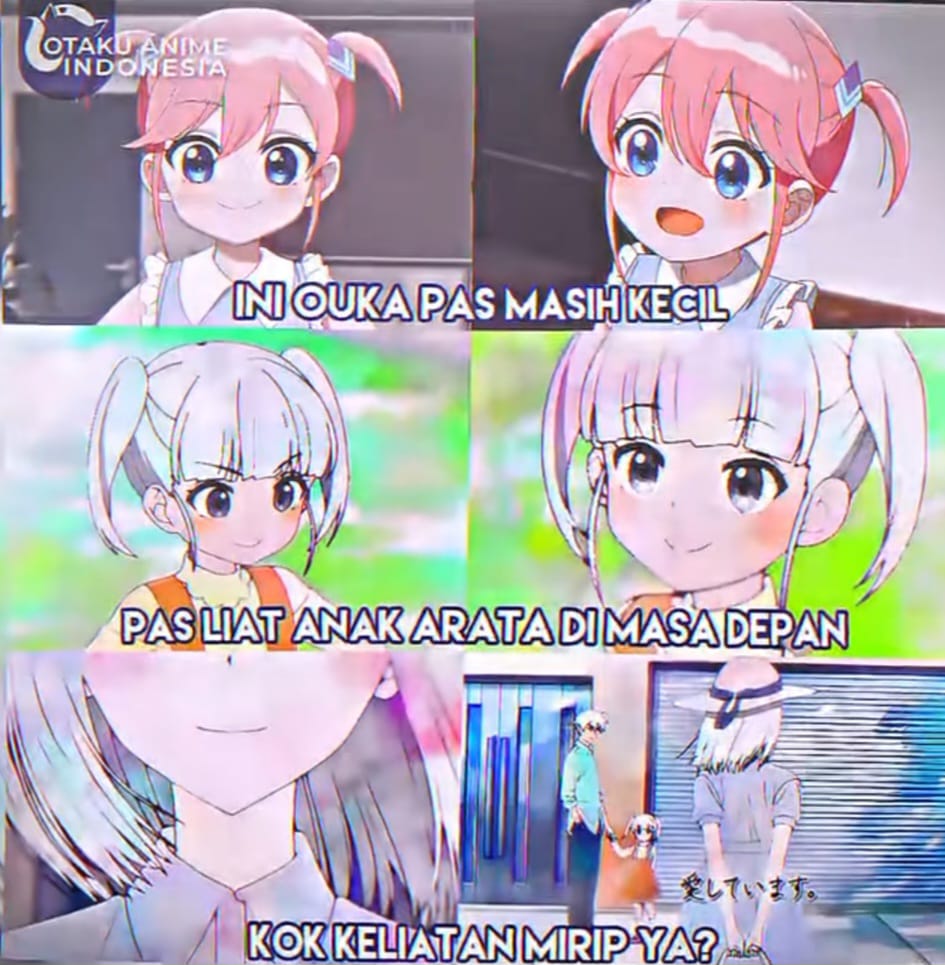 OTAKU ANIME
INDONESIA
INI OUKA PAS MASIH KECIL
PAS LIAT ANAK ARATA DI MASA DEPAN
愛しています。
KOK KELIATAN MIRIP YA?